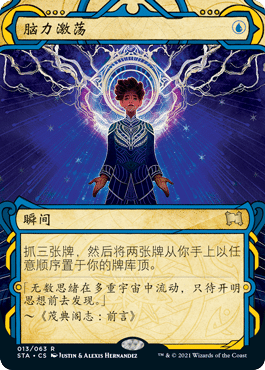 脑力激荡
瞬间
抓三张牌，然后将两张牌从你手上以任
意顺序置于你的牌库顶。
「无数思绪在多重宇宙中流动，只待开明
思想前去发现。」
～《茂典阁志：前言》
013/063 R
STA • CS Justin & Alexis Hernandez
™ & © 2021 Wizards of the Coast